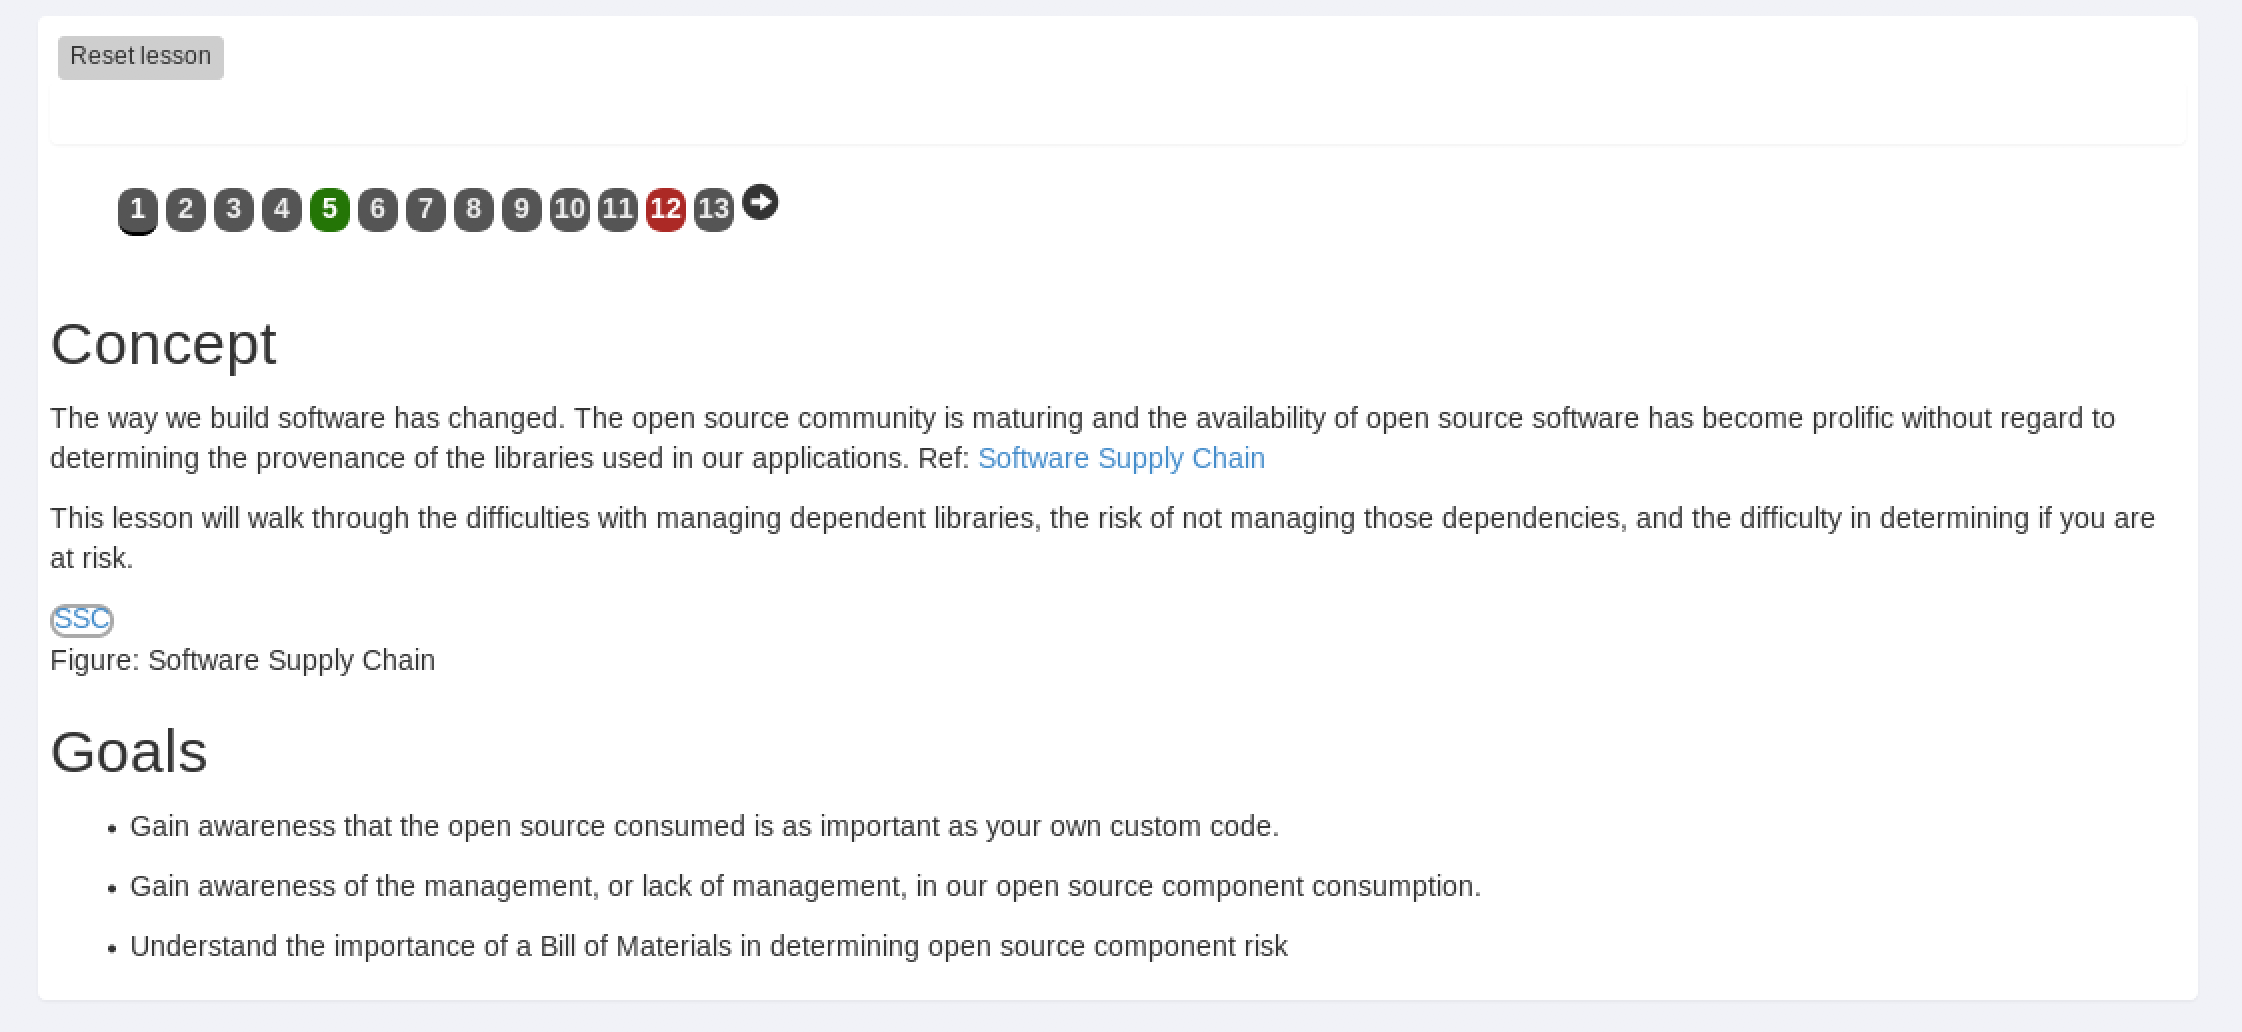 Reset lesson
1 2 3 4 5 6 7 8 9 10 11 12 13
Concept
The way we build software has changed. The open source community is maturing and the availability of open source software has become prolific without regard to
determining the provenance of the libraries used in our applications. Ref: Software Supply Chain
This lesson will walk through the difficulties with managing dependent libraries, the risk of not managing those dependencies, and the difficulty in determining if you are
at risk.
SSC
Figure: Software Supply Chain
Goals
• Gain awareness that the open source consumed is as important as your own custom code.
• Gain awareness of the management, or lack of management, in our open source component consumption.
• Understand the importance of a Bill of Materials in determining open source component risk